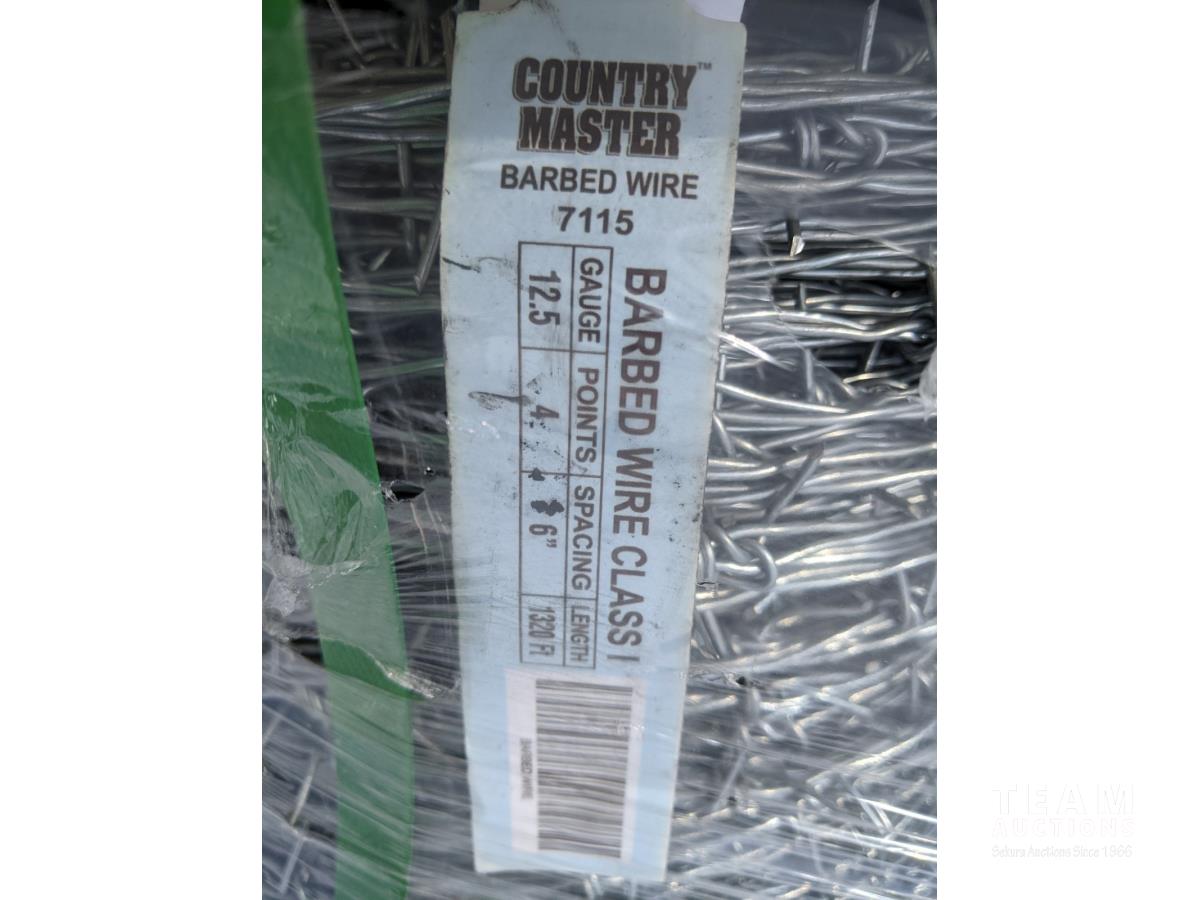 COUNTRY™
MASTER
BARBED WIRE
7115
BARBED WIRE CLASS I
GAUGE POINTS SPACING LENGTH
12.5 4 6" 1320 Ft
BARBED WIRE
TEAM
AUCTIONS
Sekura Auctions Since 1966